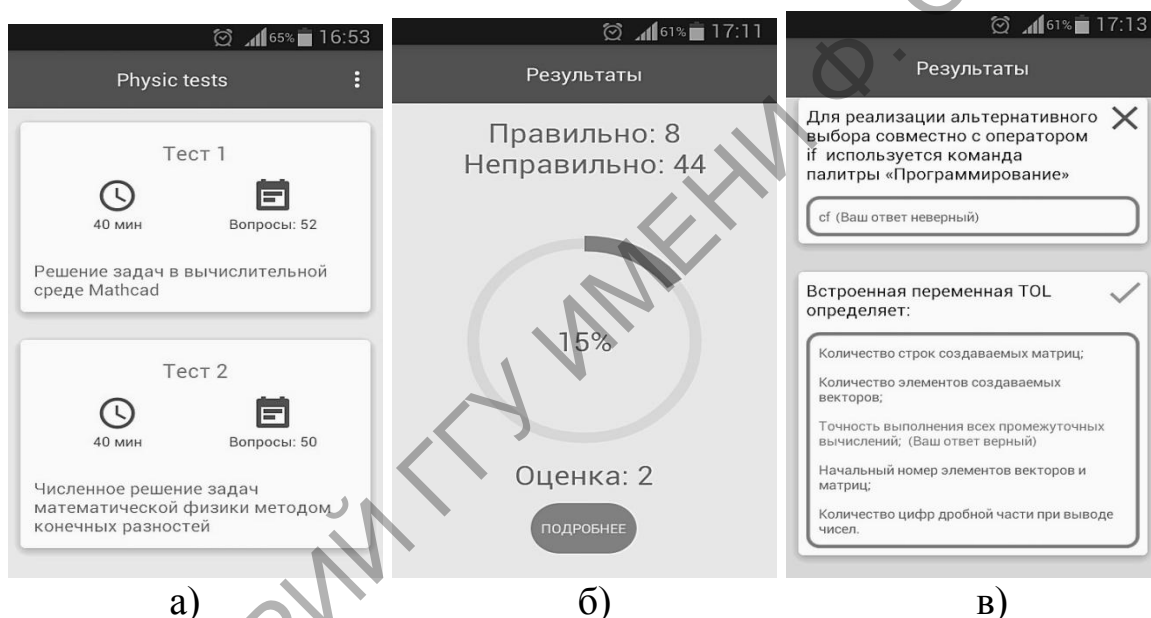 65% 16:53
Physic tests
Тест 1
40 мин
Вопросы: 52
Решение задач в вычислительной
среде Mathcad
Тест 2
40 мин
Вопросы: 50
Численное решение задач
математической физики методом
конечных разностей
а)
61% 17:11
Результаты
Правильно: 8
Неправильно: 44
15%
Оценка: 2
ПОДРОБНЕЕ
б)
61% 17:13
Результаты
Для реализации альтернативного
выбора совместно с оператором
if используется команда
палитры «Программирование»
cf (Ваш ответ неверный)
Встроенная переменная TOL
определяет:
Количество строк создаваемых матриц;
Количество элементов создаваемых
векторов;
Точность выполнения всех промежуточных
вычислений; (Ваш ответ верный)
Начальный номер элементов векторов и
матриц;
Количество цифр дробной части при выводе
чисел.
в)
РИЙ ГГУ ИМЕНИ Ф.